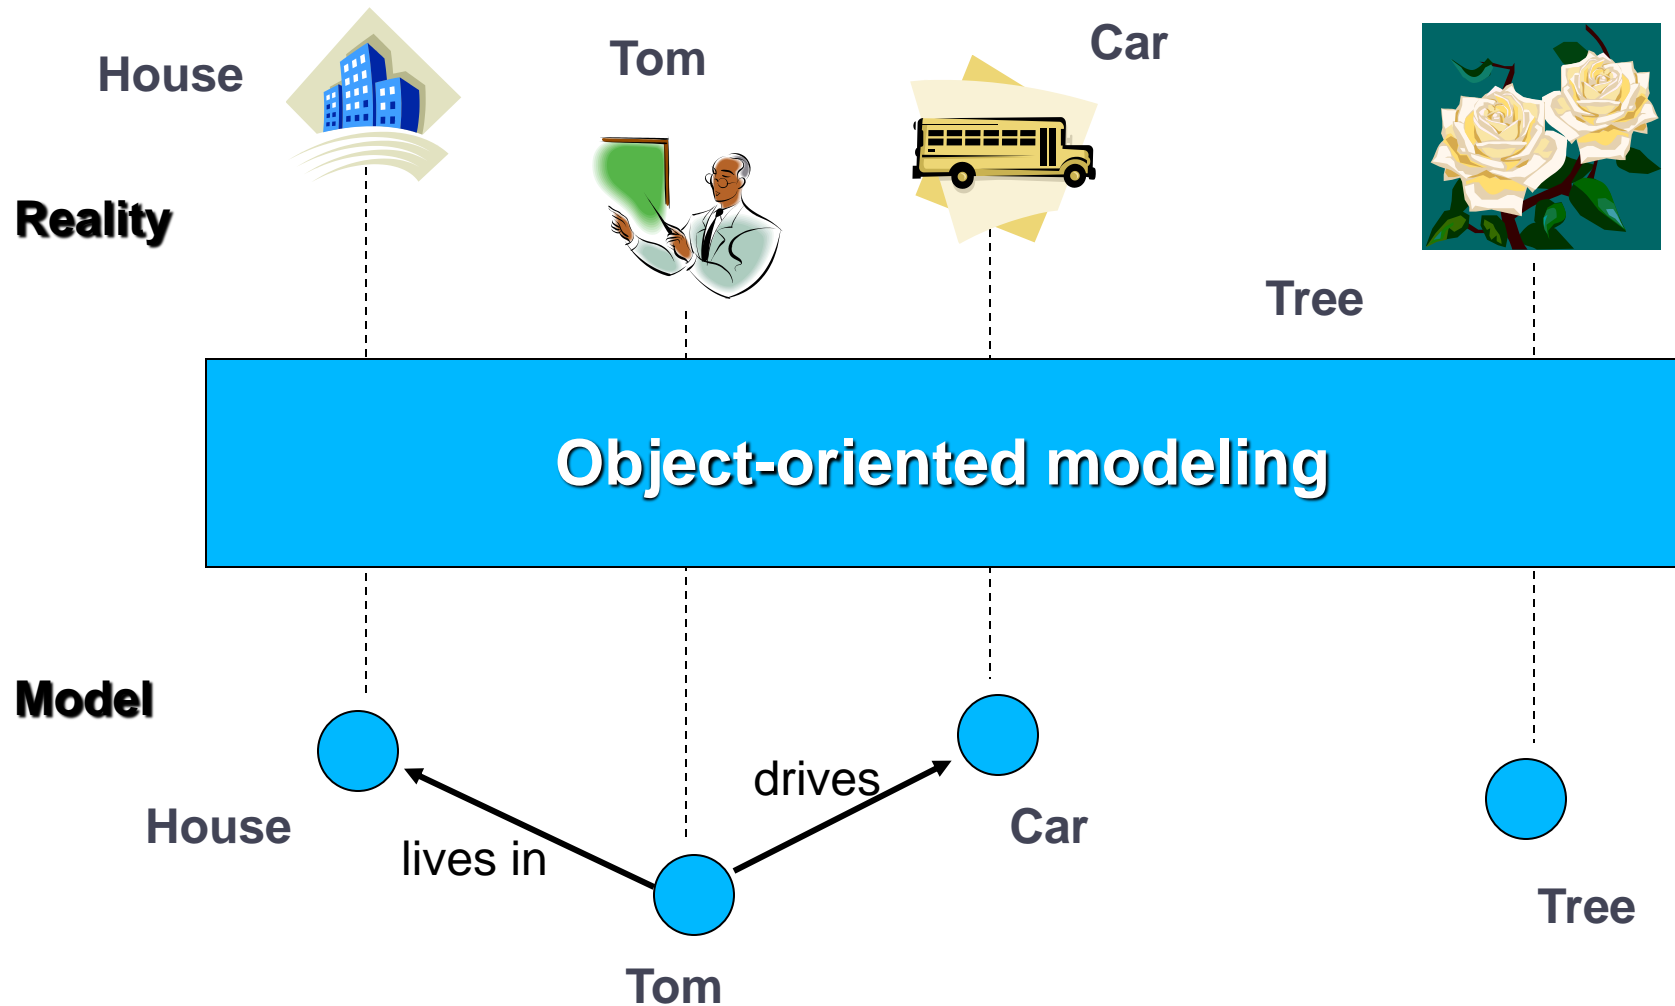 House
Tom
Car
Reality
Tree
Object-oriented modeling
Model
drives
House
Car
lives in
Tree
Tom